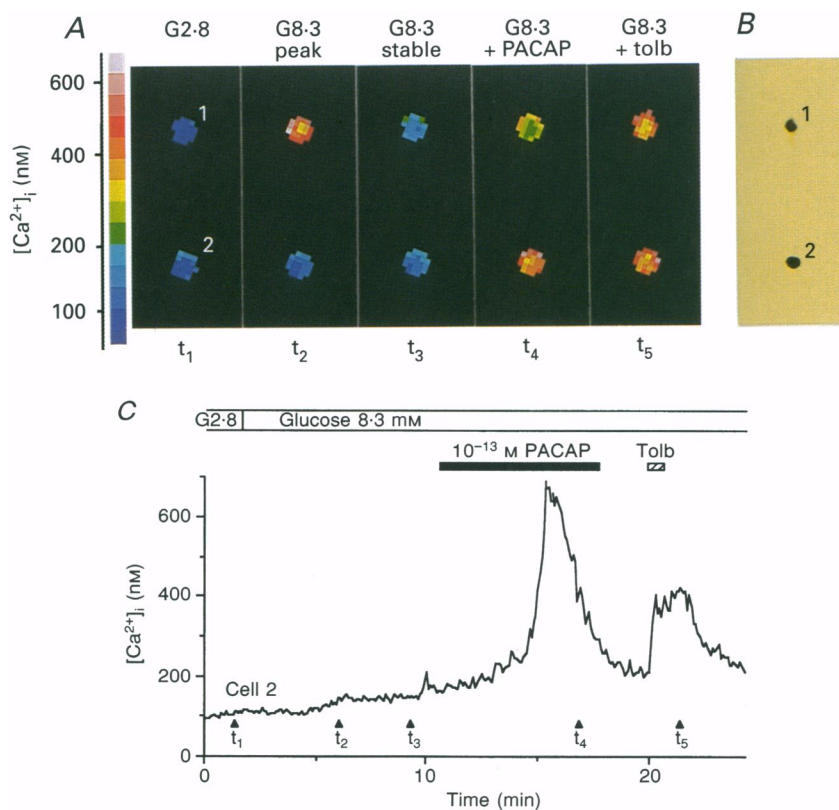 A
G2·8
G8·3 peak
G8·3 stable
G8·3 + PACAP
G8·3 + tolb
B
[Ca²⁺]ᵢ (nM)
600
400
200
100
1
2
t₁
t₂
t₃
t₄
t₅
1
2
C
G2·8
Glucose 8·3 mM
10⁻¹³ M PACAP
Tolb
[Ca²⁺]ᵢ (nM)
600
400
200
0
Cell 2
t₁
t₂
t₃
t₄
t₅
0
10
20
Time (min)